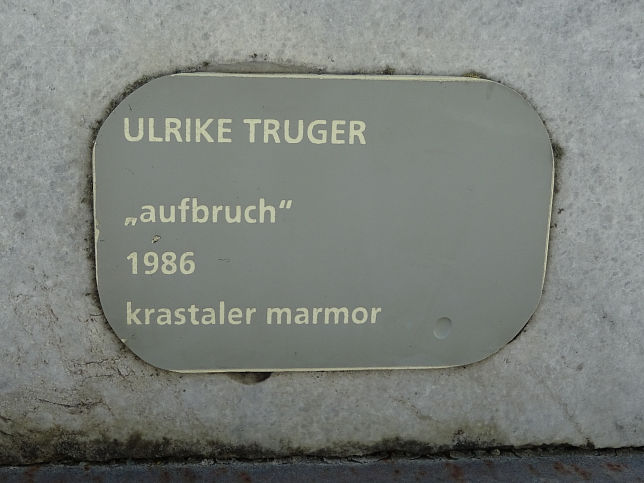 ULRIKE TRUGER
„aufbruch“
1986
krastaler marmor